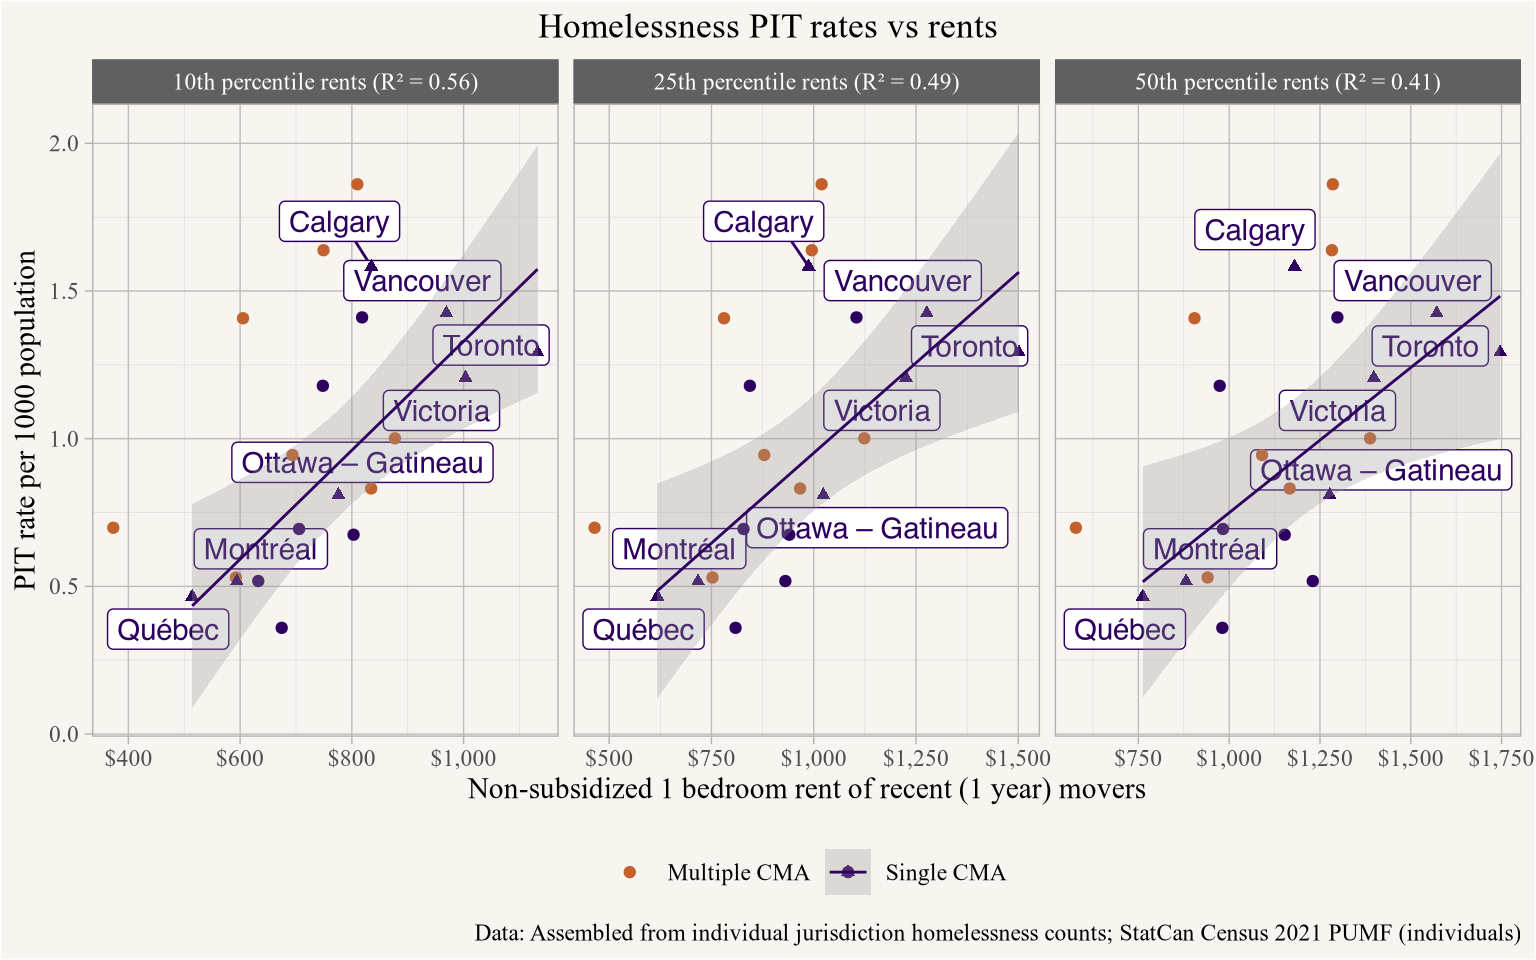 Homelessness PIT rates vs rents
10th percentile rents (R² = 0.56)
25th percentile rents (R² = 0.49)
50th percentile rents (R² = 0.41)
PIT rate per 1000 population
2.0
1.5
1.0
0.5
0.0
Calgary
Vancouver
Toronto
Victoria
Ottawa – Gatineau
Montréal
Québec
Calgary
Vancouver
Toronto
Victoria
Ottawa – Gatineau
Montréal
Québec
Calgary
Vancouver
Toronto
Victoria
Ottawa – Gatineau
Montréal
Québec
$400 $600 $800 $1,000
$500 $750 $1,000 $1,250 $1,500
$750 $1,000 $1,250 $1,500 $1,750
Non-subsidized 1 bedroom rent of recent (1 year) movers
Multiple CMA Single CMA
Data: Assembled from individual jurisdiction homelessness counts; StatCan Census 2021 PUMF (individuals)